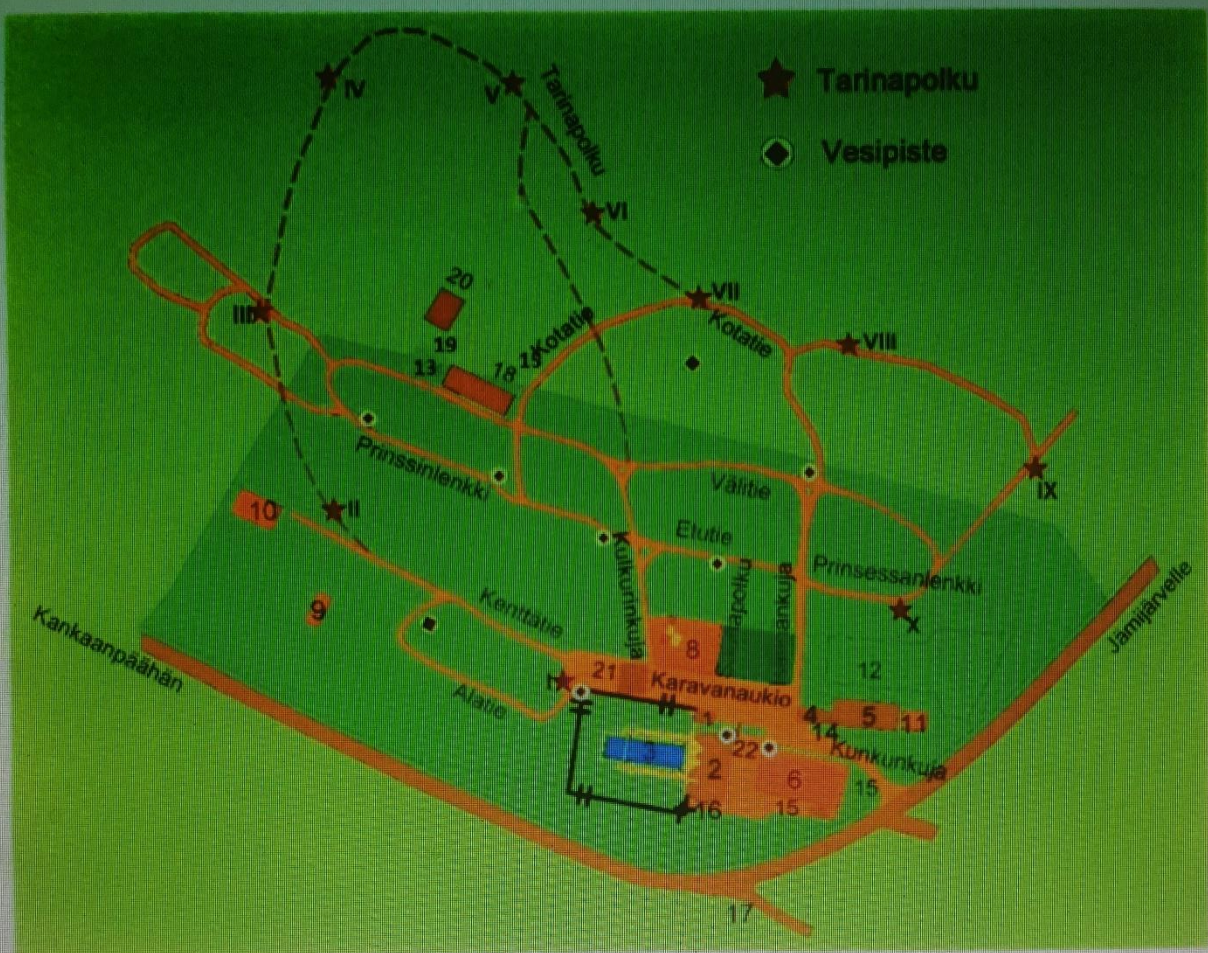 Tarinapolku
Vesipiste
IV
V
Tarinapolku
VI
VII
Kotatie
Kotatie
VIII
III
20
19
13
18
15
IX
Prinssinlenkki
Välitie
10
II
Etutie
Kulkurinkuja
Prinsessanlenkki
X
9
Kenttätie
Alatie
Kankaanpäähän
Jämijärvelle
8
12
I
21
Karavanaukio
1
4
5
11
14
22
Kunkunkuja
3
2
6
15
16
15
17